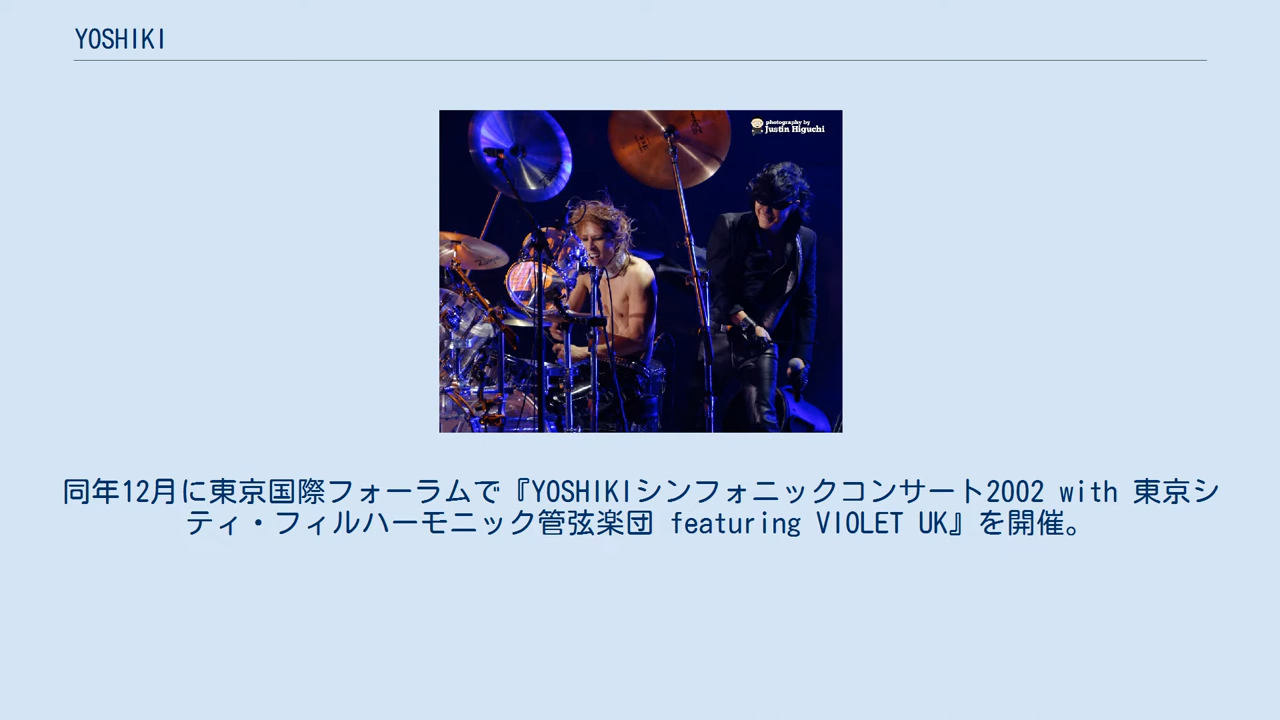 YOSHIKI
photography by
Justin Higuchi
同年12月に東京国際フォーラムで『YOSHIKIシンフォニックコンサート2002 with 東京シ
ティ・フィルハーモニック管弦楽団 featuring VIOLET UK』を開催。